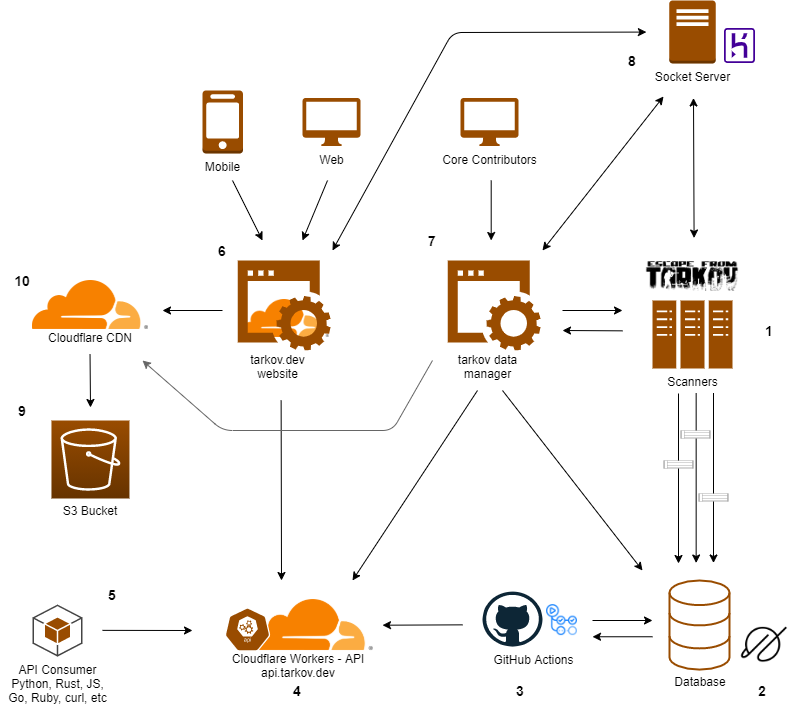 8
Socket Server
Mobile
Web
Core Contributors
6
7
10
ESCAPE FROM
TARKOV
Cloudflare CDN
tarkov.dev
website
tarkov data
manager
1
Scanners
9
S3 Bucket
5
api
API Consumer
Python, Rust, JS,
Go, Ruby, curl, etc
Cloudflare Workers - API
api.tarkov.dev
4
GitHub Actions
3
Database
2